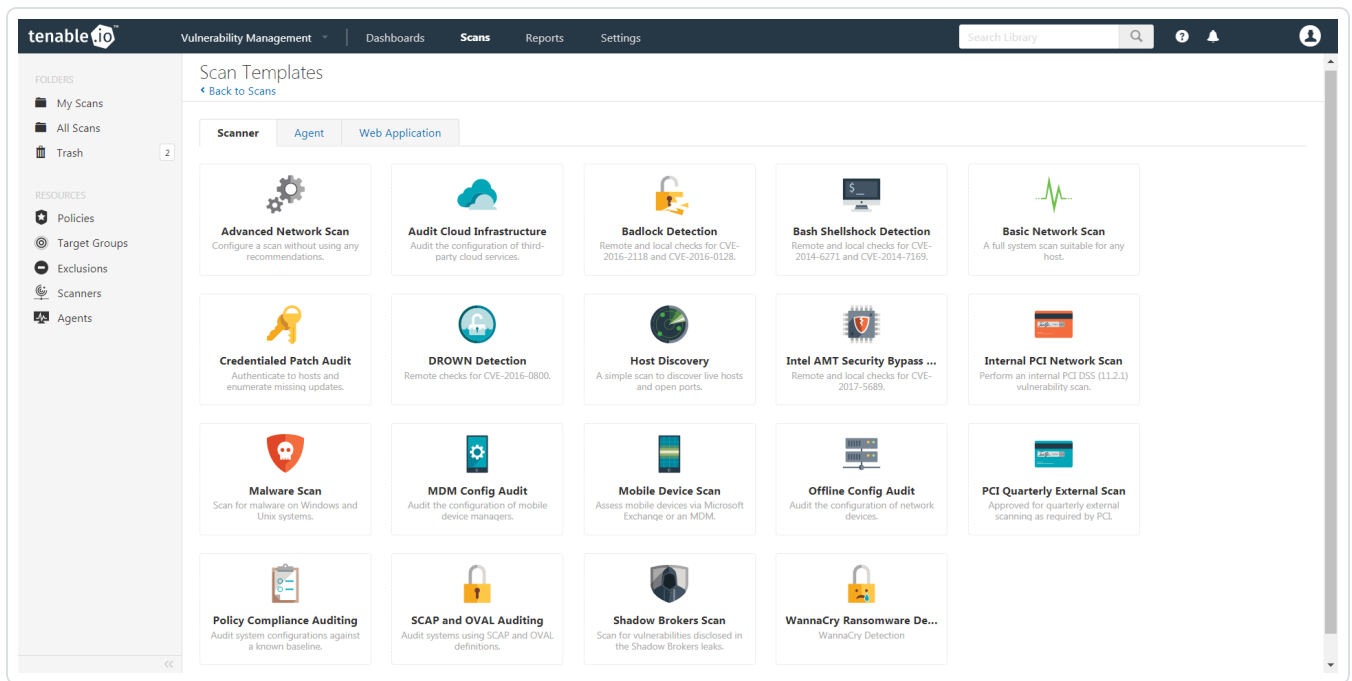 tenable.io™
Vulnerability Management
Dashboards
Scans
Reports
Settings
Search Library
FOLDERS
My Scans
All Scans
Trash
2
RESOURCES
Policies
Target Groups
Exclusions
Scanners
Agents
Scan Templates
Back to Scans
Scanner
Agent
Web Application
Advanced Network Scan
Configure a scan without using any
recommendations.
Audit Cloud Infrastructure
Audit the configuration of third-
party cloud services.
Badlock Detection
Remote and local checks for CVE-
2016-2118 and CVE-2016-0128.
$_
Bash Shellshock Detection
Remote and local checks for CVE-
2014-6271 and CVE-2014-7169.
Basic Network Scan
A full system scan suitable for any
host.
Credentialed Patch Audit
Authenticate to hosts and
enumerate missing updates.
DROWN Detection
Remote checks for CVE-2016-0800.
Host Discovery
A simple scan to discover live hosts
and open ports.
Intel AMT Security Bypass ...
Remote and local checks for CVE-
2017-5689.
Internal PCI Network Scan
Perform an internal PCI DSS (11.2.1)
vulnerability scan.
Malware Scan
Scan for malware on Windows and
Unix systems.
MDM Config Audit
Audit the configuration of mobile
device managers.
Mobile Device Scan
Assess mobile devices via Microsoft
Exchange or an MDM.
Offline Config Audit
Audit the configuration of network
devices.
PCI Quarterly External Scan
Approved for quarterly external
scanning as required by PCI.
Policy Compliance Auditing
Audit system configurations against
a known baseline.
SCAP and OVAL Auditing
Audit systems using SCAP and OVAL
definitions.
Shadow Brokers Scan
Scan for vulnerabilities disclosed in
the Shadow Brokers leaks.
WannaCry Ransomware De...
WannaCry Detection